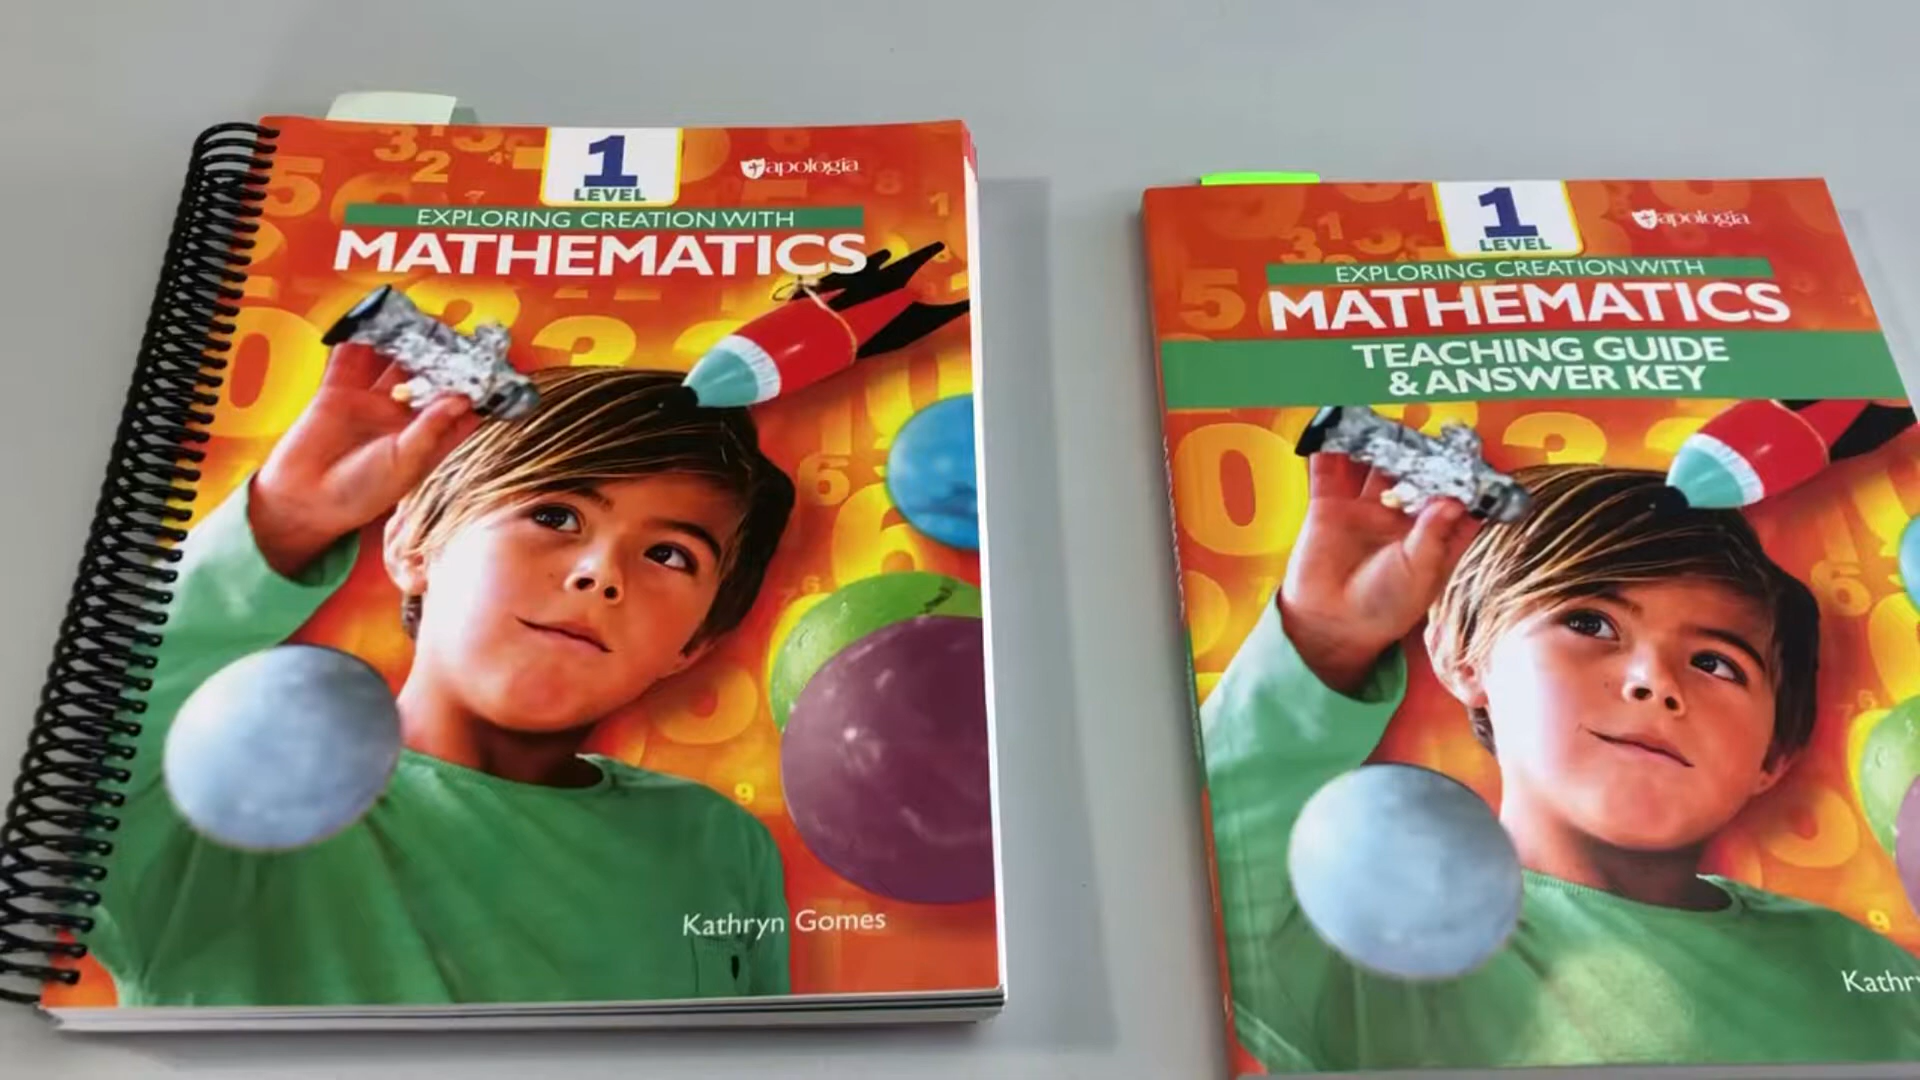 1
LEVEL
apologia
EXPLORING CREATION WITH
MATHEMATICS
Kathryn Gomes
1
LEVEL
apologia
EXPLORING CREATION WITH
MATHEMATICS
TEACHING GUIDE
& ANSWER KEY
Kathr